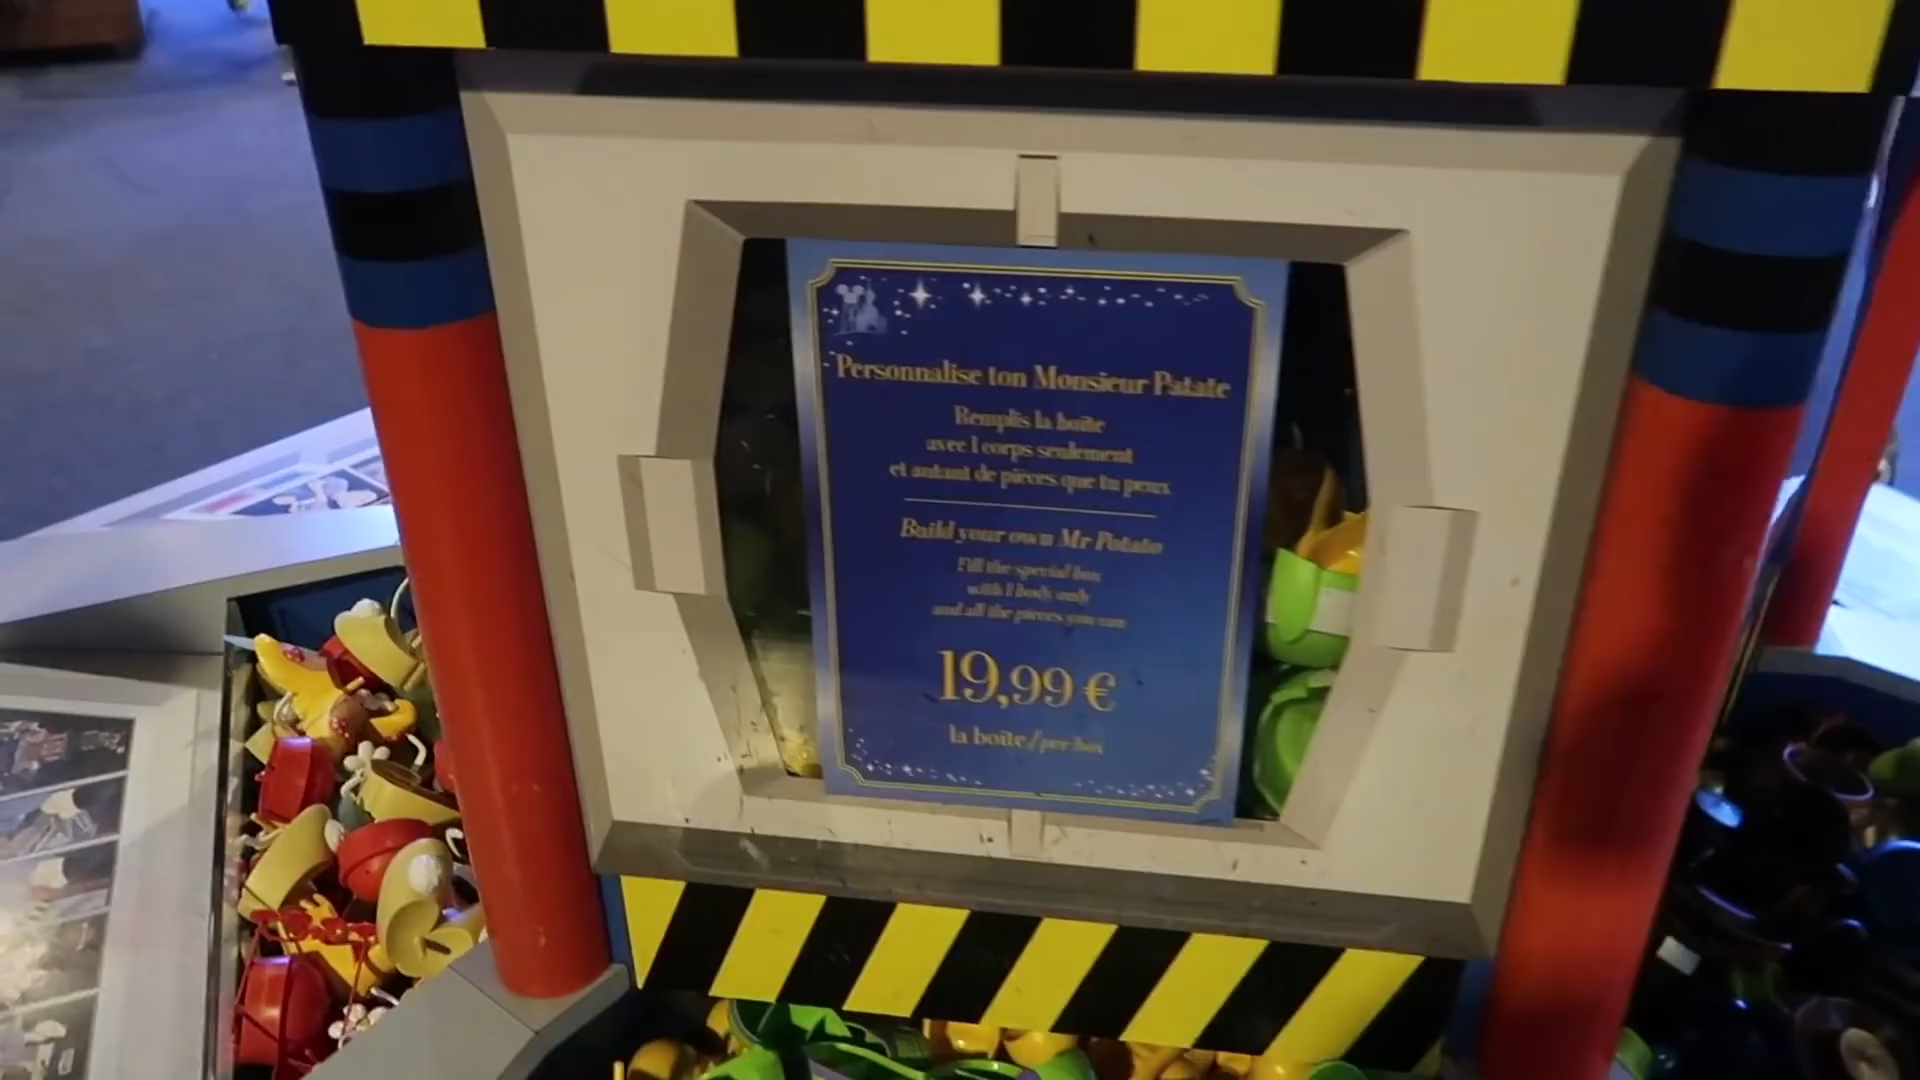 Personnalise ton Monsieur Patate
Remplis la boîte
avec 1 corps seulement
et autant de pièces que tu peux
Build your own Mr Potato
Fill the special box
with 1 body only
and all the pieces you can
19,99 €
la boîte/per box